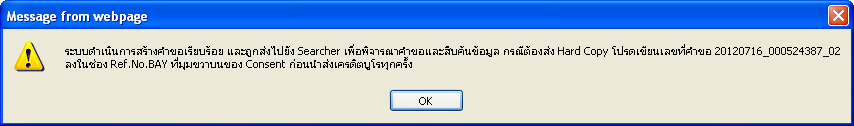 Message from webpage
ระบบดำเนินการสร้างคำขอเรียบร้อย และถูกส่งไปยัง Searcher เพื่อพิจารณาคำขอและสืบค้นข้อมูล กรณีต้องส่ง Hard Copy โปรดเขียนเลขที่คำขอ 20120716_000524387_02
ลงในช่อง Ref.No.BAY ที่มุมขวาบนของ Consent ก่อนนำส่งเครดิตบูโรทุกครั้ง
OK